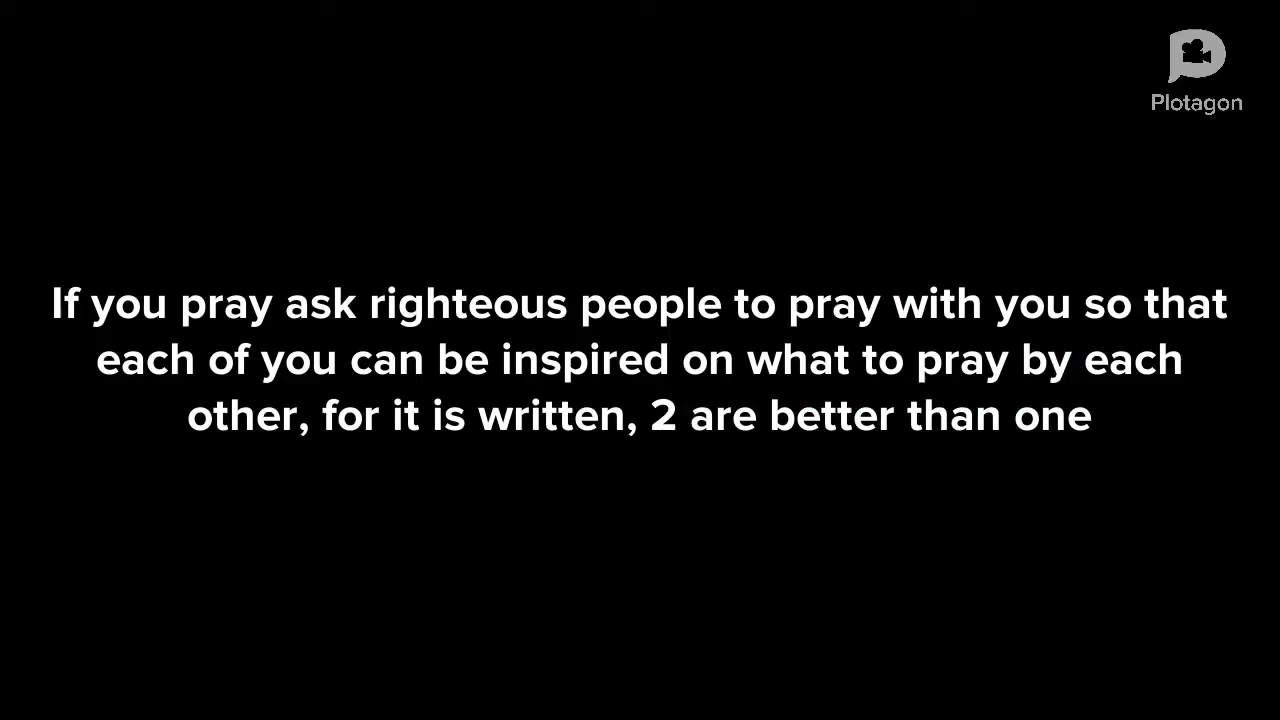 Plotagon
If you pray ask righteous people to pray with you so that
each of you can be inspired on what to pray by each
other, for it is written, 2 are better than one